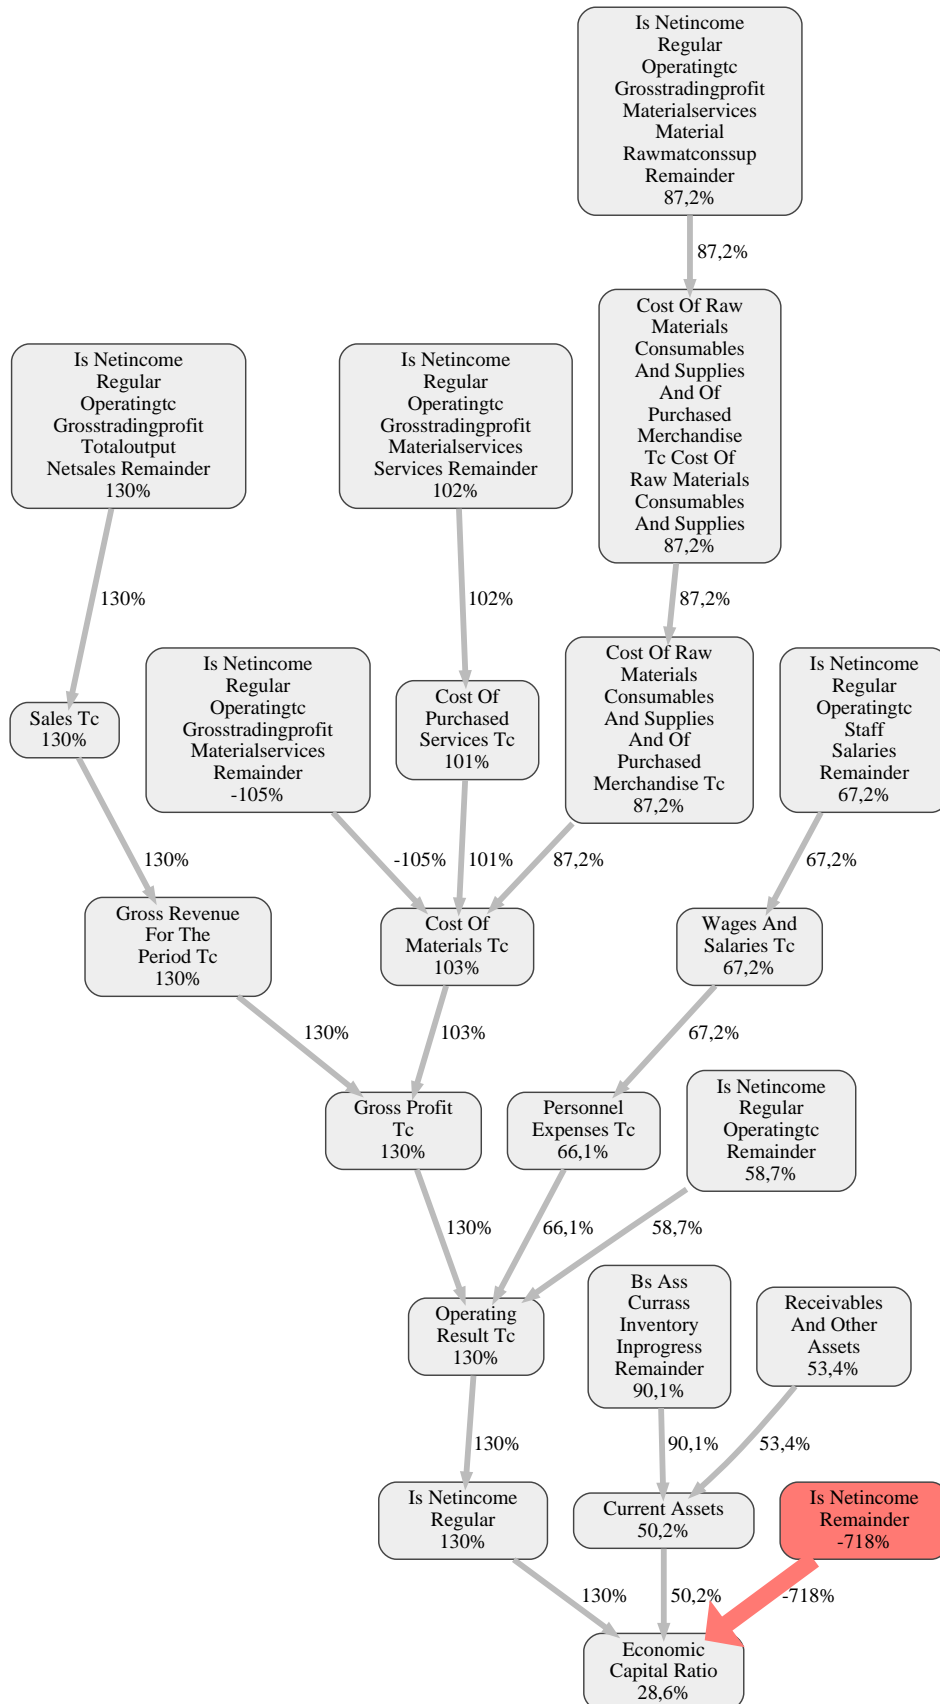 Is Netincome
Regular
Operatingtc
Grosstradingprofit
Materialservices
Material
Rawmatconssup
Remainder
87,2%
87,2%
Cost Of Raw
Materials
Consumables
And Supplies
And Of
Purchased
Merchandise
Tc Cost Of
Raw Materials
Consumables
And Supplies
87,2%
Is Netincome
Regular
Operatingtc
Grosstradingprofit
Totaloutput
Netsales Remainder
130%
Is Netincome
Regular
Operatingtc
Grosstradingprofit
Materialservices
Services Remainder
102%
130%
102%
87,2%
Is Netincome
Regular
Operatingtc
Grosstradingprofit
Materialservices
Remainder
-105%
Cost Of Raw
Materials
Consumables
And Supplies
And Of
Purchased
Merchandise Tc
87,2%
Is Netincome
Regular
Operatingtc
Staff
Salaries
Remainder
67,2%
Sales Tc
130%
Cost Of
Purchased
Services Tc
101%
130%
-105%
101%
87,2%
67,2%
Gross Revenue
For The
Period Tc
130%
Cost Of
Materials Tc
103%
Wages And
Salaries Tc
67,2%
130%
103%
67,2%
Gross Profit
Tc
130%
Personnel
Expenses Tc
66,1%
Is Netincome
Regular
Operatingtc
Remainder
58,7%
130%
66,1%
58,7%
Operating
Result Tc
130%
Bs Ass
Currass
Inventory
Inprogress
Remainder
90,1%
Receivables
And Other
Assets
53,4%
130%
90,1%
53,4%
Is Netincome
Regular
130%
Current Assets
50,2%
Is Netincome
Remainder
-718%
130%
50,2%
-718%
Economic
Capital Ratio
28,6%